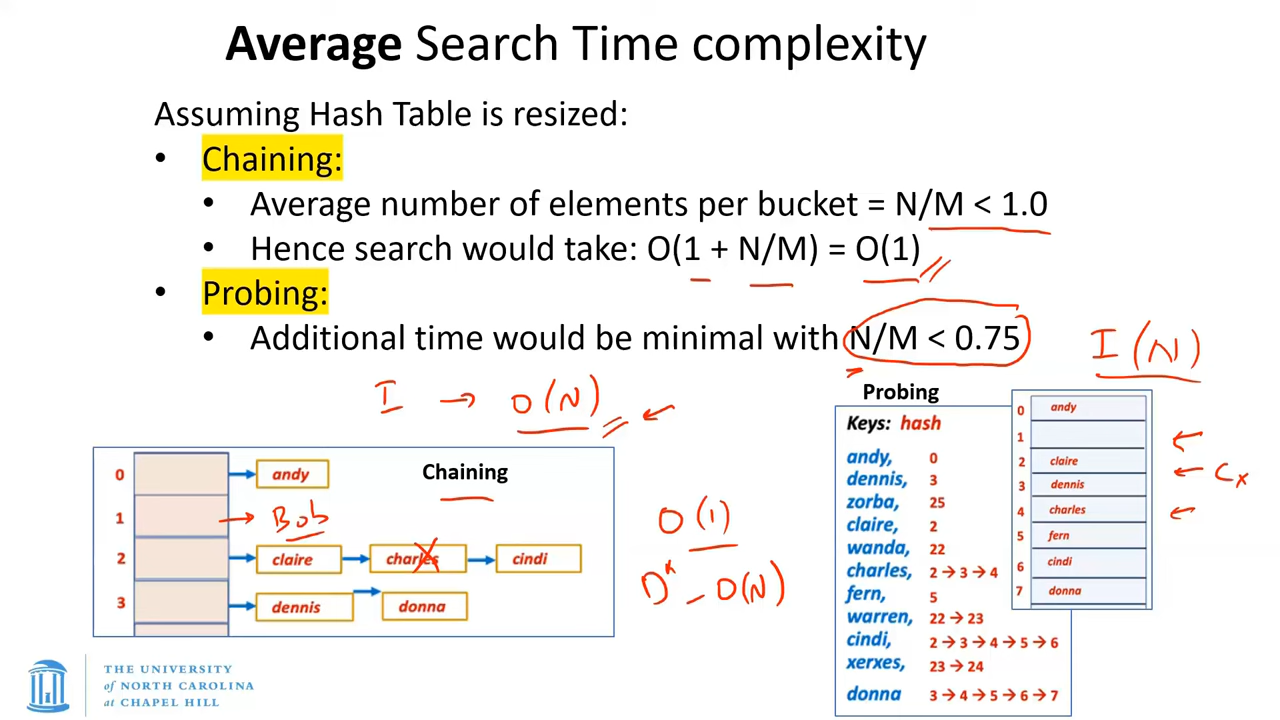 Average Search Time complexity
Assuming Hash Table is resized:
• Chaining:
• Average number of elements per bucket = N/M < 1.0
• Hence search would take: O(1 + N/M) = O(1)
• Probing:
• Additional time would be minimal with N/M < 0.75
I → O(N)
I (N)
Chaining
0 andy
1 Bob
2 claire charles cindi
3 dennis donna
O (1)
D - O(N)
Probing
Keys: hash
andy, 0
dennis, 3
zorba, 25
claire, 2
wanda, 22
charles, 2 → 3 → 4
fern, 5
warren, 22 → 23
cindi, 2 → 3 → 4 → 5 → 6
xerxes, 23 → 24
donna 3 → 4 → 5 → 6 → 7
0 andy
1
2 claire
3 dennis
4 charles
5 fern
6 cindi
7 donna
Cx
THE UNIVERSITY
of NORTH CAROLINA
at CHAPEL HILL